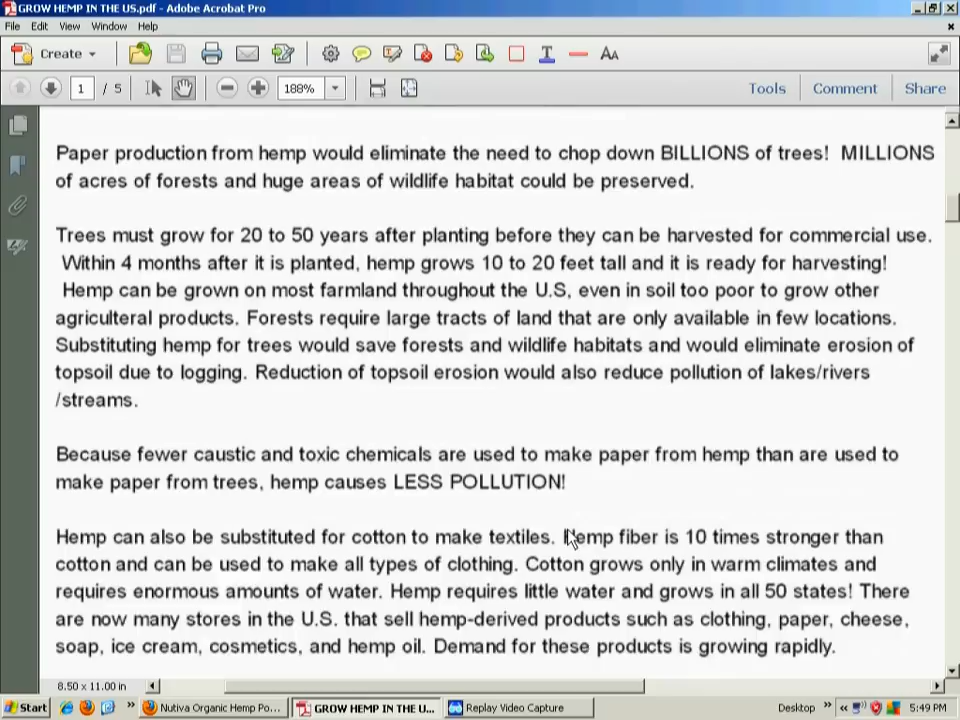 GROW HEMP IN THE US.pdf - Adobe Acrobat Pro
File Edit View Window Help
Create
1 / 5 188% Tools Comment Share
Paper production from hemp would eliminate the need to chop down BILLIONS of trees!  MILLIONS
of acres of forests and huge areas of wildlife habitat could be preserved.
Trees must grow for 20 to 50 years after planting before they can be harvested for commercial use.
Within 4 months after it is planted, hemp grows 10 to 20 feet tall and it is ready for harvesting!
Hemp can be grown on most farmland throughout the U.S, even in soil too poor to grow other
agriculteral products. Forests require large tracts of land that are only available in few locations.
Substituting hemp for trees would save forests and wildlife habitats and would eliminate erosion of
topsoil due to logging. Reduction of topsoil erosion would also reduce pollution of lakes/rivers
/streams.
Because fewer caustic and toxic chemicals are used to make paper from hemp than are used to
make paper from trees, hemp causes LESS POLLUTION!
Hemp can also be substituted for cotton to make textiles. Hemp fiber is 10 times stronger than
cotton and can be used to make all types of clothing. Cotton grows only in warm climates and
requires enormous amounts of water. Hemp requires little water and grows in all 50 states! There
are now many stores in the U.S. that sell hemp-derived products such as clothing, paper, cheese,
soap, ice cream, cosmetics, and hemp oil. Demand for these products is growing rapidly.
8.50 x 11.00 in
Start » Nutiva Organic Hemp Po... GROW HEMP IN THE U... Replay Video Capture Desktop » « 5:49 PM